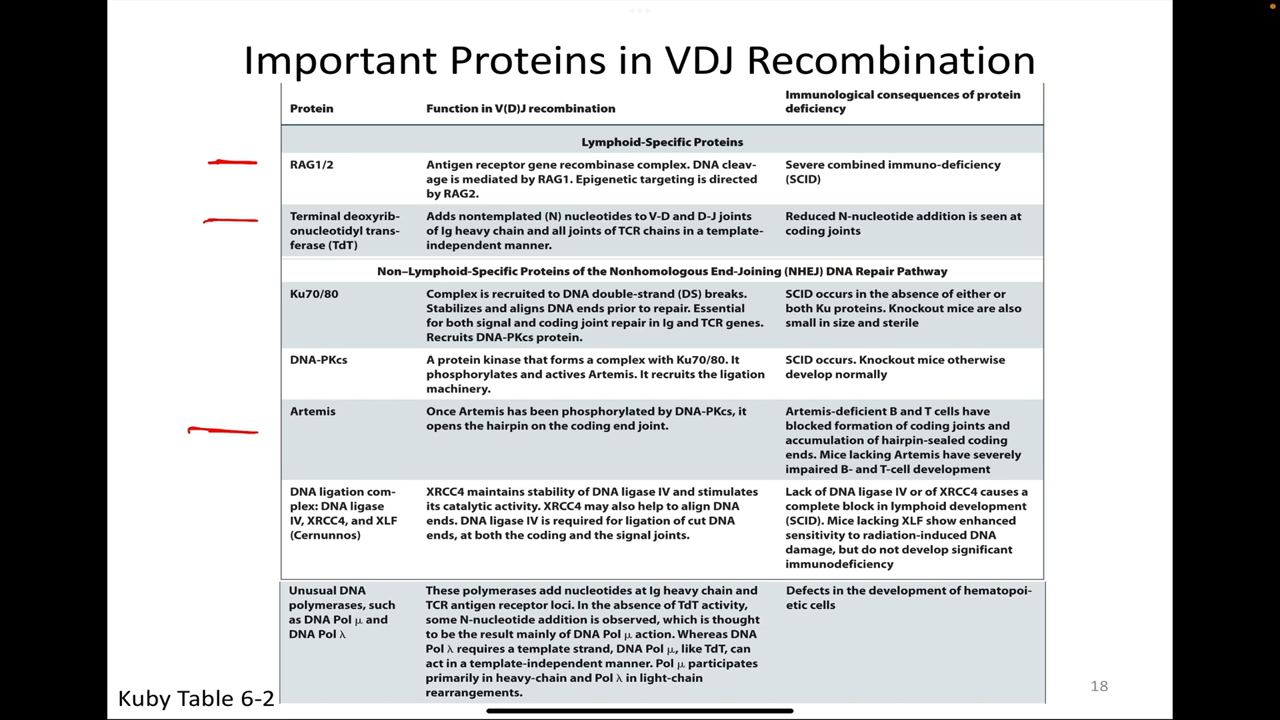 Important Proteins in VDJ Recombination
Protein
Function in V(D)J recombination
Immunological consequences of protein
deficiency
Lymphoid-Specific Proteins
RAG1/2
Antigen receptor gene recombinase complex. DNA cleav-
age is mediated by RAG1. Epigenetic targeting is directed
by RAG2.
Severe combined immuno-deficiency
(SCID)
Terminal deoxyrib-
onucleotidyl trans-
ferase (TdT)
Adds nontemplated (N) nucleotides to V-D and D-J joints
of Ig heavy chain and all joints of TCR chains in a template-
independent manner.
Reduced N-nucleotide addition is seen at
coding joints
Non–Lymphoid-Specific Proteins of the Nonhomologous End-Joining (NHEJ) DNA Repair Pathway
Ku70/80
Complex is recruited to DNA double-strand (DS) breaks.
Stabilizes and aligns DNA ends prior to repair. Essential
for both signal and coding joint repair in Ig and TCR genes.
Recruits DNA-PKcs protein.
SCID occurs in the absence of either or
both Ku proteins. Knockout mice are also
small in size and sterile
DNA-PKcs
A protein kinase that forms a complex with Ku70/80. It
phosphorylates and actives Artemis. It recruits the ligation
machinery.
SCID occurs. Knockout mice otherwise
develop normally
Artemis
Once Artemis has been phosphorylated by DNA-PKcs, it
opens the hairpin on the coding end joint.
Artemis-deficient B and T cells have
blocked formation of coding joints and
accumulation of hairpin-sealed coding
ends. Mice lacking Artemis have severely
impaired B- and T-cell development
DNA ligation com-
plex: DNA ligase
IV, XRCC4, and XLF
(Cernunnos)
XRCC4 maintains stability of DNA ligase IV and stimulates
its catalytic activity. XRCC4 may also help to align DNA
ends. DNA ligase IV is required for ligation of cut DNA
ends, at both the coding and the signal joints.
Lack of DNA ligase IV or of XRCC4 causes a
complete block in lymphoid development
(SCID). Mice lacking XLF show enhanced
sensitivity to radiation-induced DNA
damage, but do not develop significant
immunodeficiency
Unusual DNA
polymerases, such
as DNA Pol μ and
DNA Pol λ
These polymerases add nucleotides at Ig heavy chain and
TCR antigen receptor loci. In the absence of TdT activity,
some N-nucleotide addition is observed, which is thought
to be the result mainly of DNA Pol μ action. Whereas DNA
Pol λ requires a template strand, DNA Pol μ, like TdT, can
act in a template-independent manner. Pol μ participates
primarily in heavy-chain and Pol λ in light-chain
rearrangements.
Defects in the development of hematopoi-
etic cells
Kuby Table 6-2
18